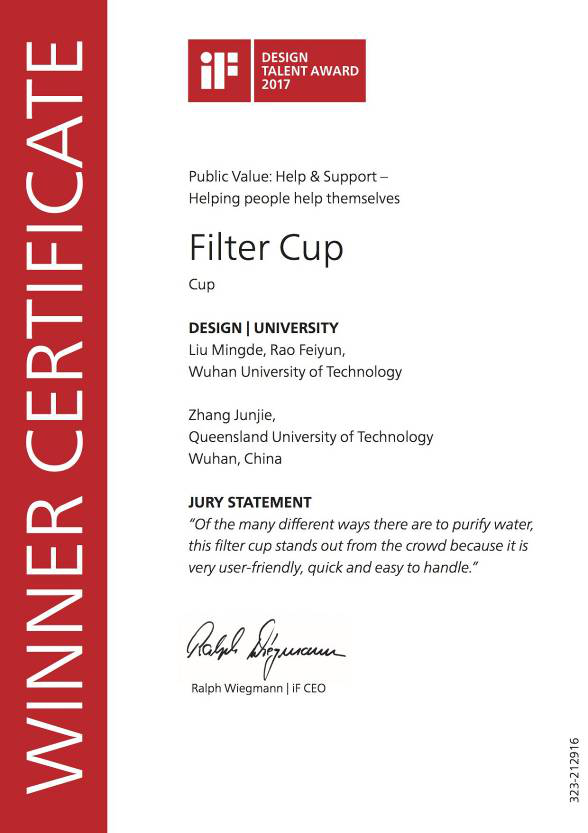 WINNER CERTIFICATE
iF
DESIGN
TALENT AWARD
2017
Public Value: Help & Support –
Helping people help themselves
Filter Cup
Cup
DESIGN | UNIVERSITY
Liu Mingde, Rao Feiyun,
Wuhan University of Technology
Zhang Junjie,
Queensland University of Technology
Wuhan, China
JURY STATEMENT
“Of the many different ways there are to purify water,
this filter cup stands out from the crowd because it is
very user-friendly, quick and easy to handle.”
Ralph Wiegmann
Ralph Wiegmann | iF CEO
323-212916